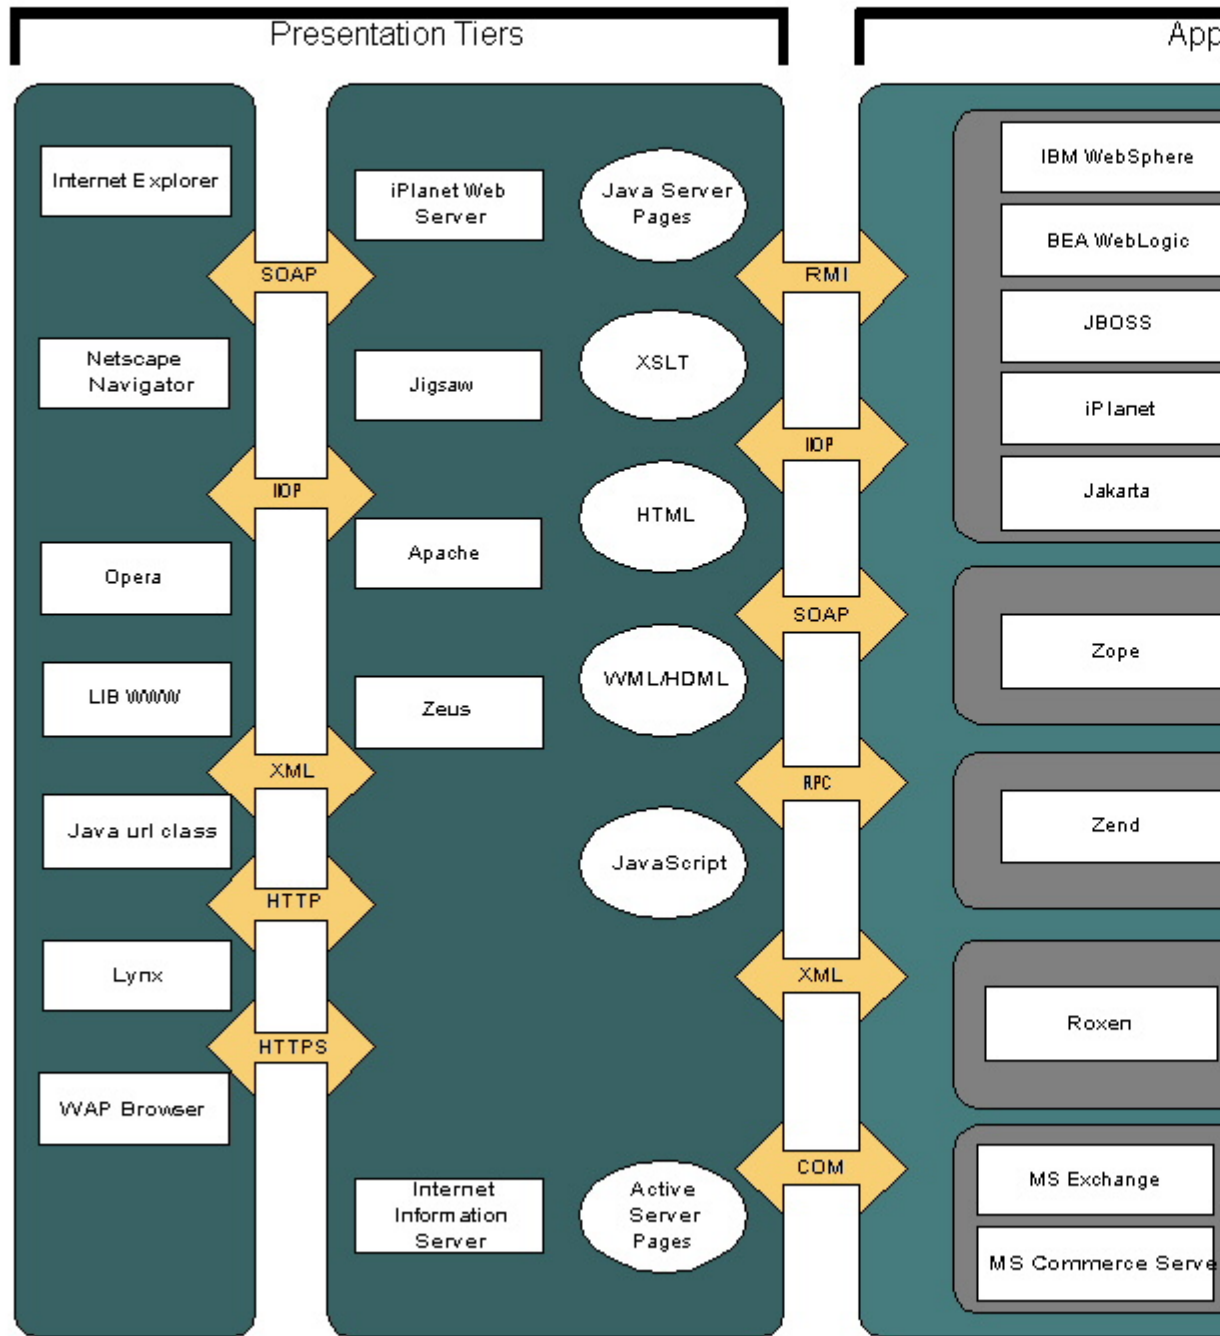 Presentation Tiers
App
Internet Explorer
Netscape
Navigator
Opera
LIB WWW
Java url class
Lynx
WAP Browser
SOAP
IIOP
XML
HTTP
HTTPS
iPlanet Web
Server
Jigsaw
Apache
Zeus
Internet
Information
Server
Java Server
Pages
XSLT
HTML
WML/HDML
JavaScript
Active
Server
Pages
RMI
IIOP
SOAP
RPC
XML
COM
IBM WebSphere
BEA WebLogic
JBOSS
iPlanet
Jakarta
Zope
Zend
Roxen
MS Exchange
MS Commerce Serve